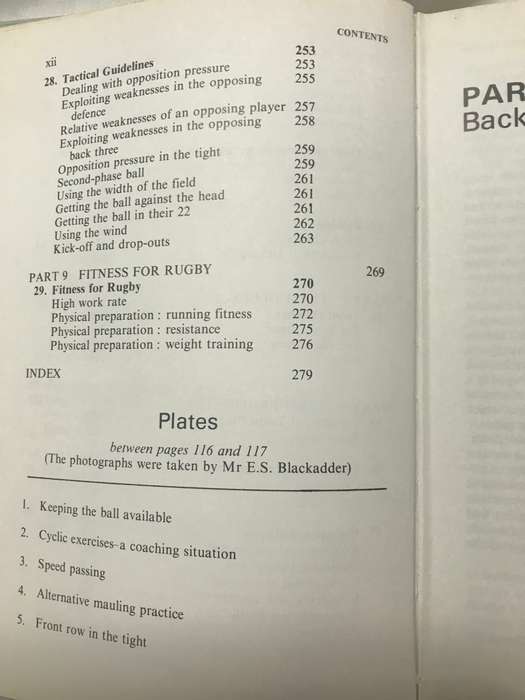 xii
CONTENTS
28. Tactical Guidelines 253
Dealing with opposition pressure 253
Exploiting weaknesses in the opposing 255
defence
Relative weaknesses of an opposing player 257
Exploiting weaknesses in the opposing 258
back three
Opposition pressure in the tight 259
Second-phase ball 259
Using the width of the field 261
Getting the ball against the head 261
Getting the ball in their 22 261
Using the wind 262
Kick-off and drop-outs 263
PART 9 FITNESS FOR RUGBY 269
29. Fitness for Rugby 270
High work rate 270
Physical preparation : running fitness 272
Physical preparation : resistance 275
Physical preparation : weight training 276
INDEX 279
Plates
between pages 116 and 117
(The photographs were taken by Mr E.S. Blackadder)
1. Keeping the ball available
2. Cyclic exercises–a coaching situation
3. Speed passing
4. Alternative mauling practice
5. Front row in the tight
PAR
Back